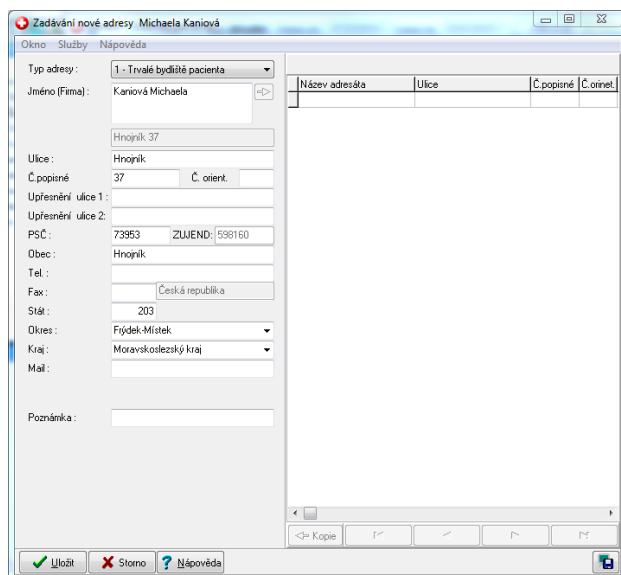 Zadávání nové adresy Michaela Kaniová
Okno Služby Nápověda
Typ adresy : 1 - Trvalé bydliště pacienta
Jméno (Firma) : Kaniová Michaela
Hnojník 37
Ulice : Hnojník
Č.popisné 37 Č. orient.
Upřesnění ulice 1 :
Upřesnění ulice 2:
PSČ : 73953 ZUJEND: 598160
Obec : Hnojník
Tel. :
Fax : Česká republika
Stát : 203
Okres : Frýdek-Místek
Kraj : Moravskoslezský kraj
Mail :
Poznámka :
Název adresáta Ulice Č.popisné Č.orinet.
Kopie
Uložit Storno Nápověda